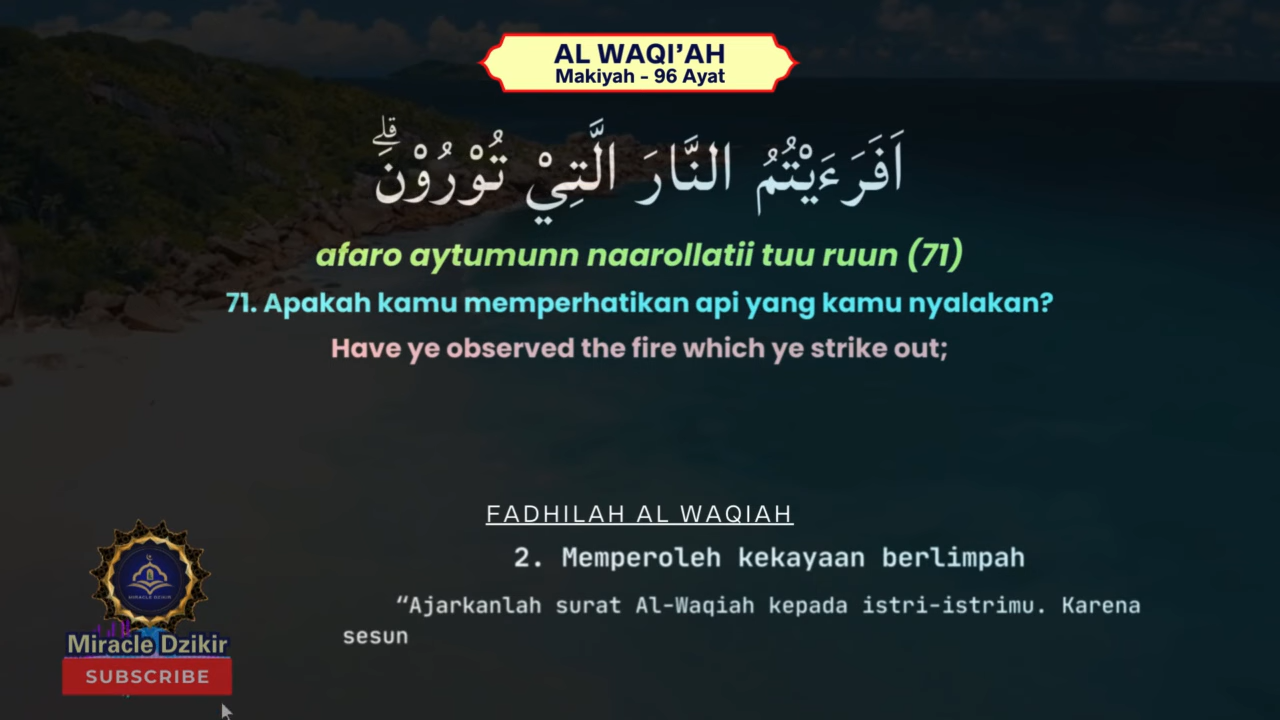 AL WAQI’AH
Makiyah - 96 Ayat
اَفَرَءَيْتُمُ النَّارَ الَّتِيْ تُوْرُوْنَۗ
afaro aytumunn naarollatii tuu ruun (71)
71. Apakah kamu memperhatikan api yang kamu nyalakan?
Have ye observed the fire which ye strike out;
FADHILAH AL WAQIAH
2. Memperoleh kekayaan berlimpah
“Ajarkanlah surat Al-Waqiah kepada istri-istrimu. Karena
sesun
MIRACLE DZIKIR
Miracle Dzikir
SUBSCRIBE